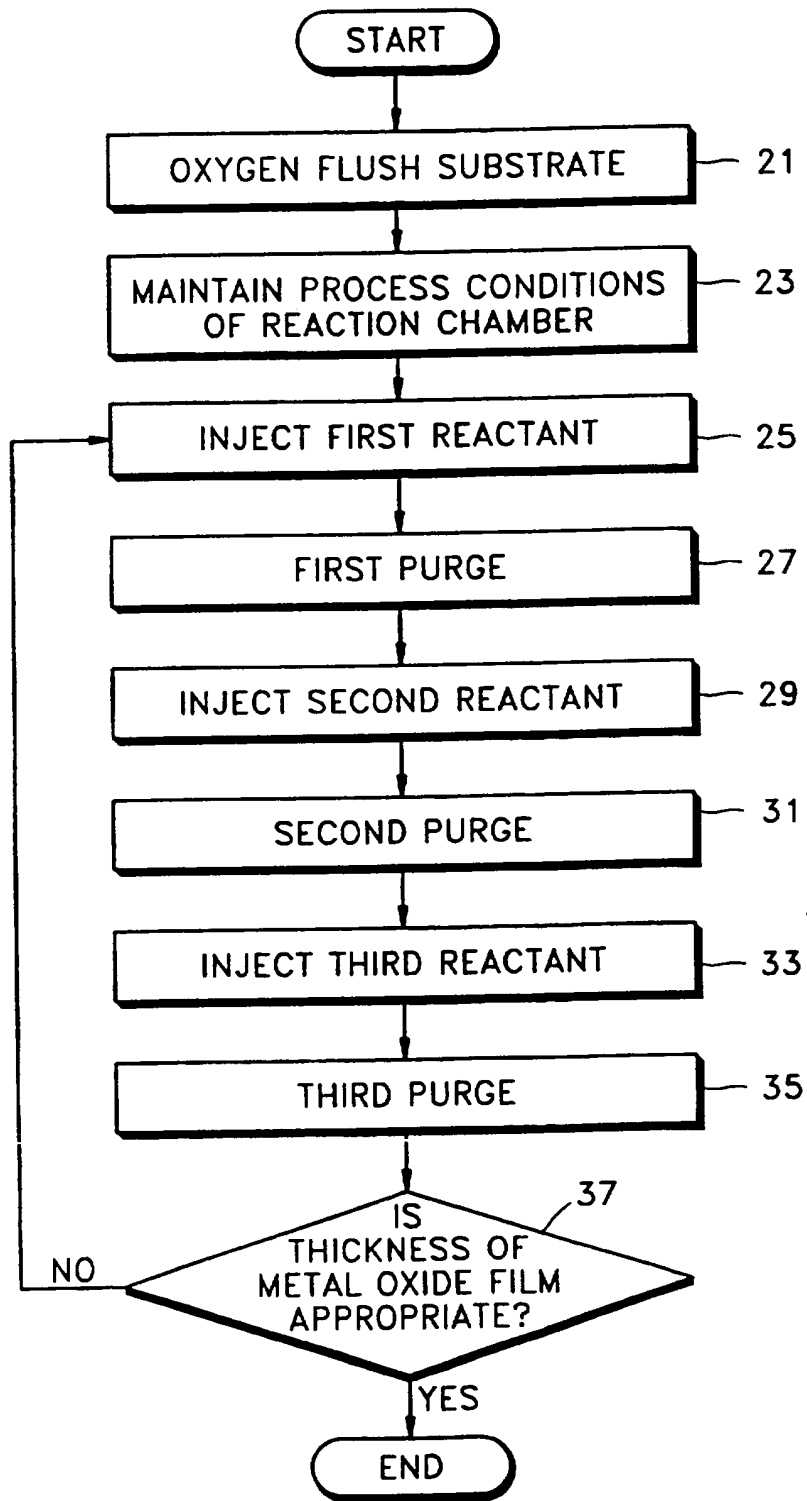 START
OXYGEN FLUSH SUBSTRATE
21
MAINTAIN PROCESS CONDITIONS
OF REACTION CHAMBER
23
INJECT FIRST REACTANT
25
FIRST PURGE
27
INJECT SECOND REACTANT
29
SECOND PURGE
31
INJECT THIRD REACTANT
33
THIRD PURGE
35
37
IS
THICKNESS OF
METAL OXIDE FILM
APPROPRIATE?
NO
YES
END